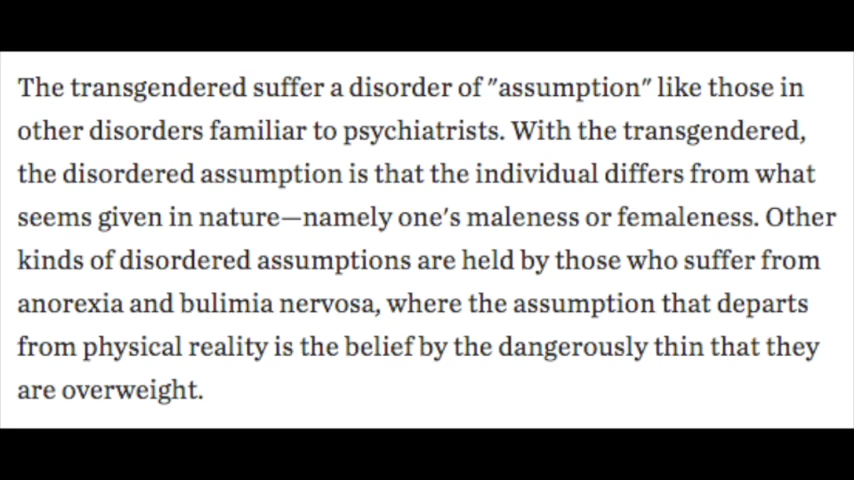 The transgendered suffer a disorder of "assumption" like those in
other disorders familiar to psychiatrists. With the transgendered,
the disordered assumption is that the individual differs from what
seems given in nature—namely one's maleness or femaleness. Other
kinds of disordered assumptions are held by those who suffer from
anorexia and bulimia nervosa, where the assumption that departs
from physical reality is the belief by the dangerously thin that they
are overweight.